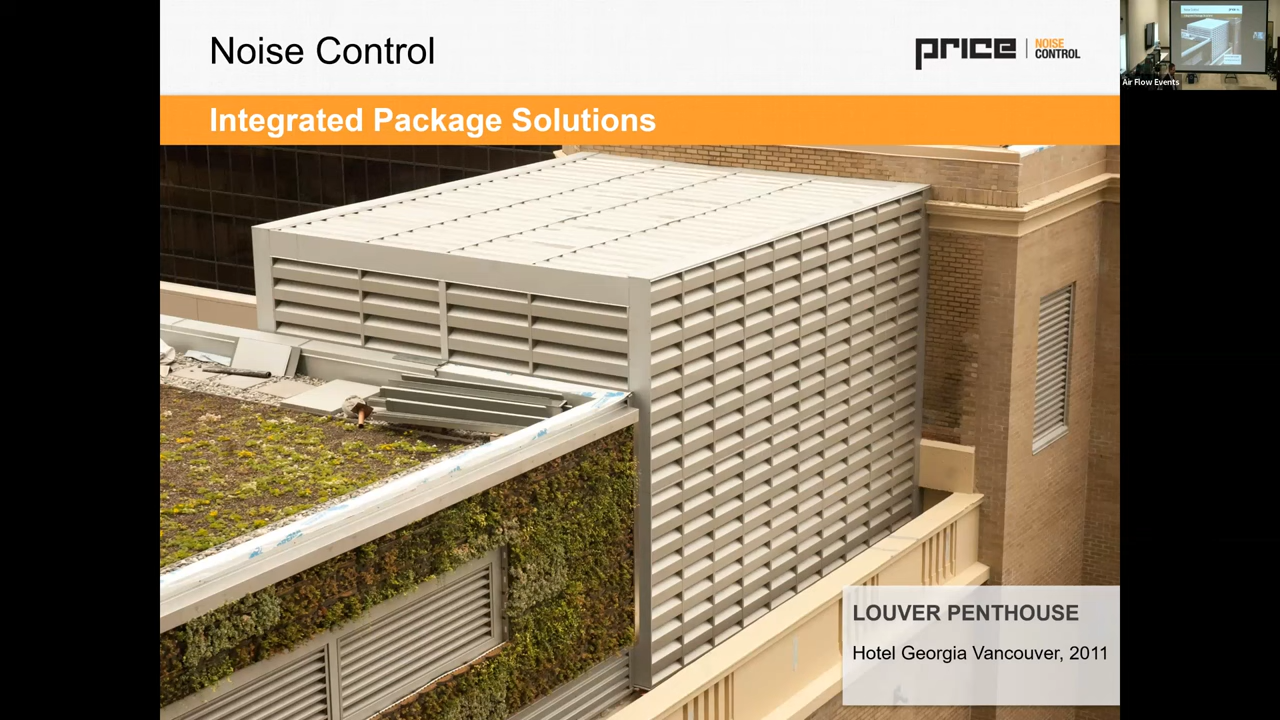 Noise Control
price
NOISE
CONTROL
Air Flow Events
Integrated Package Solutions
LOUVER PENTHOUSE
Hotel Georgia Vancouver, 2011